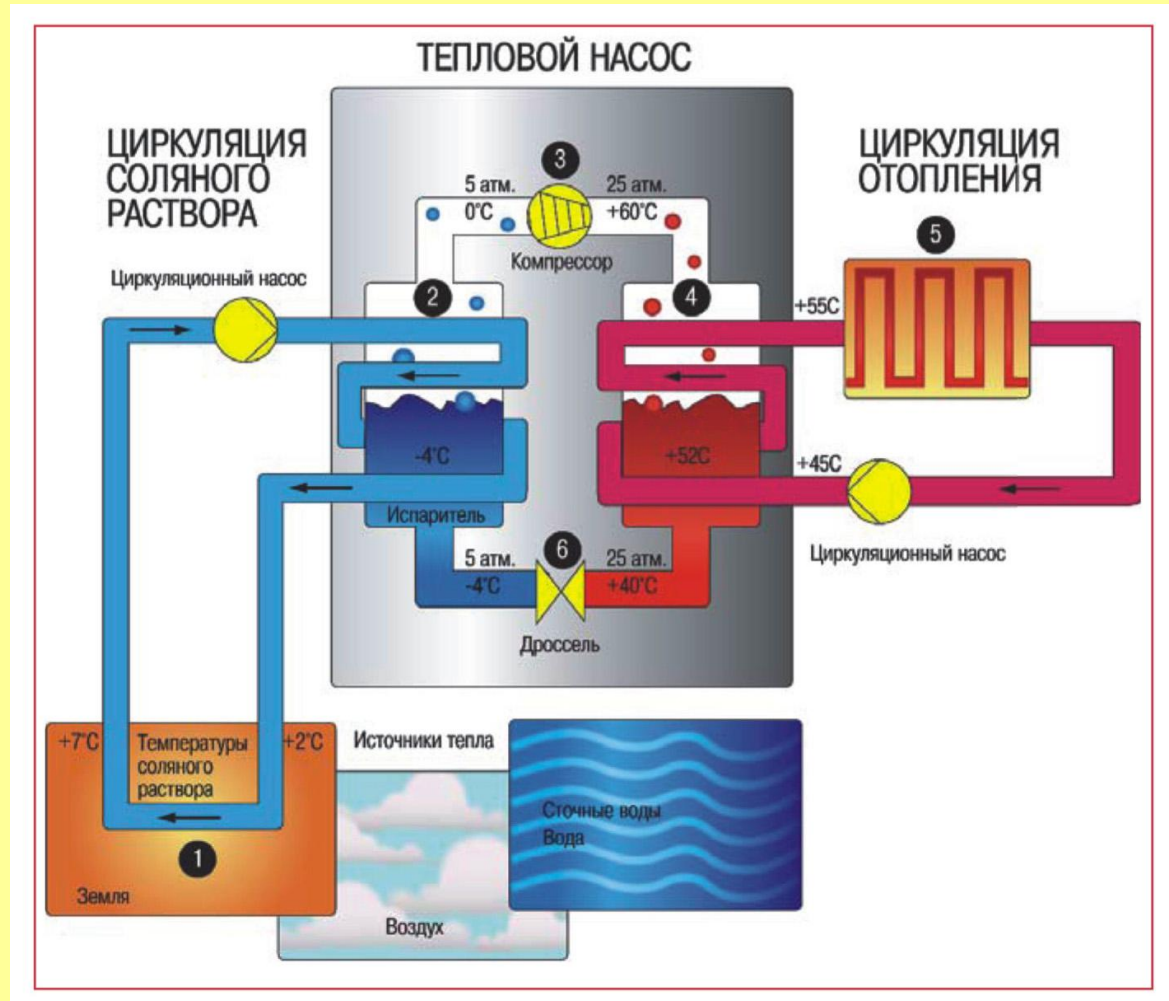 ТЕПЛОВОЙ НАСОС
ЦИРКУЛЯЦИЯ
СОЛЯНОГО
РАСТВОРА
Циркуляционный насос
5 атм.
0°C
3
25 атм.
+60°C
Компрессор
ЦИРКУЛЯЦИЯ
ОТОПЛЕНИЯ
5
2
4
+55C
-4°C
Испаритель
+52C
+45C
Циркуляционный насос
5 атм.
-4°C
6
25 атм.
+40°C
Дроссель
+7°C
Температуры
соляного
раствора
+2°C
1
Земля
Источники тепла
Воздух
Сточные воды
Вода